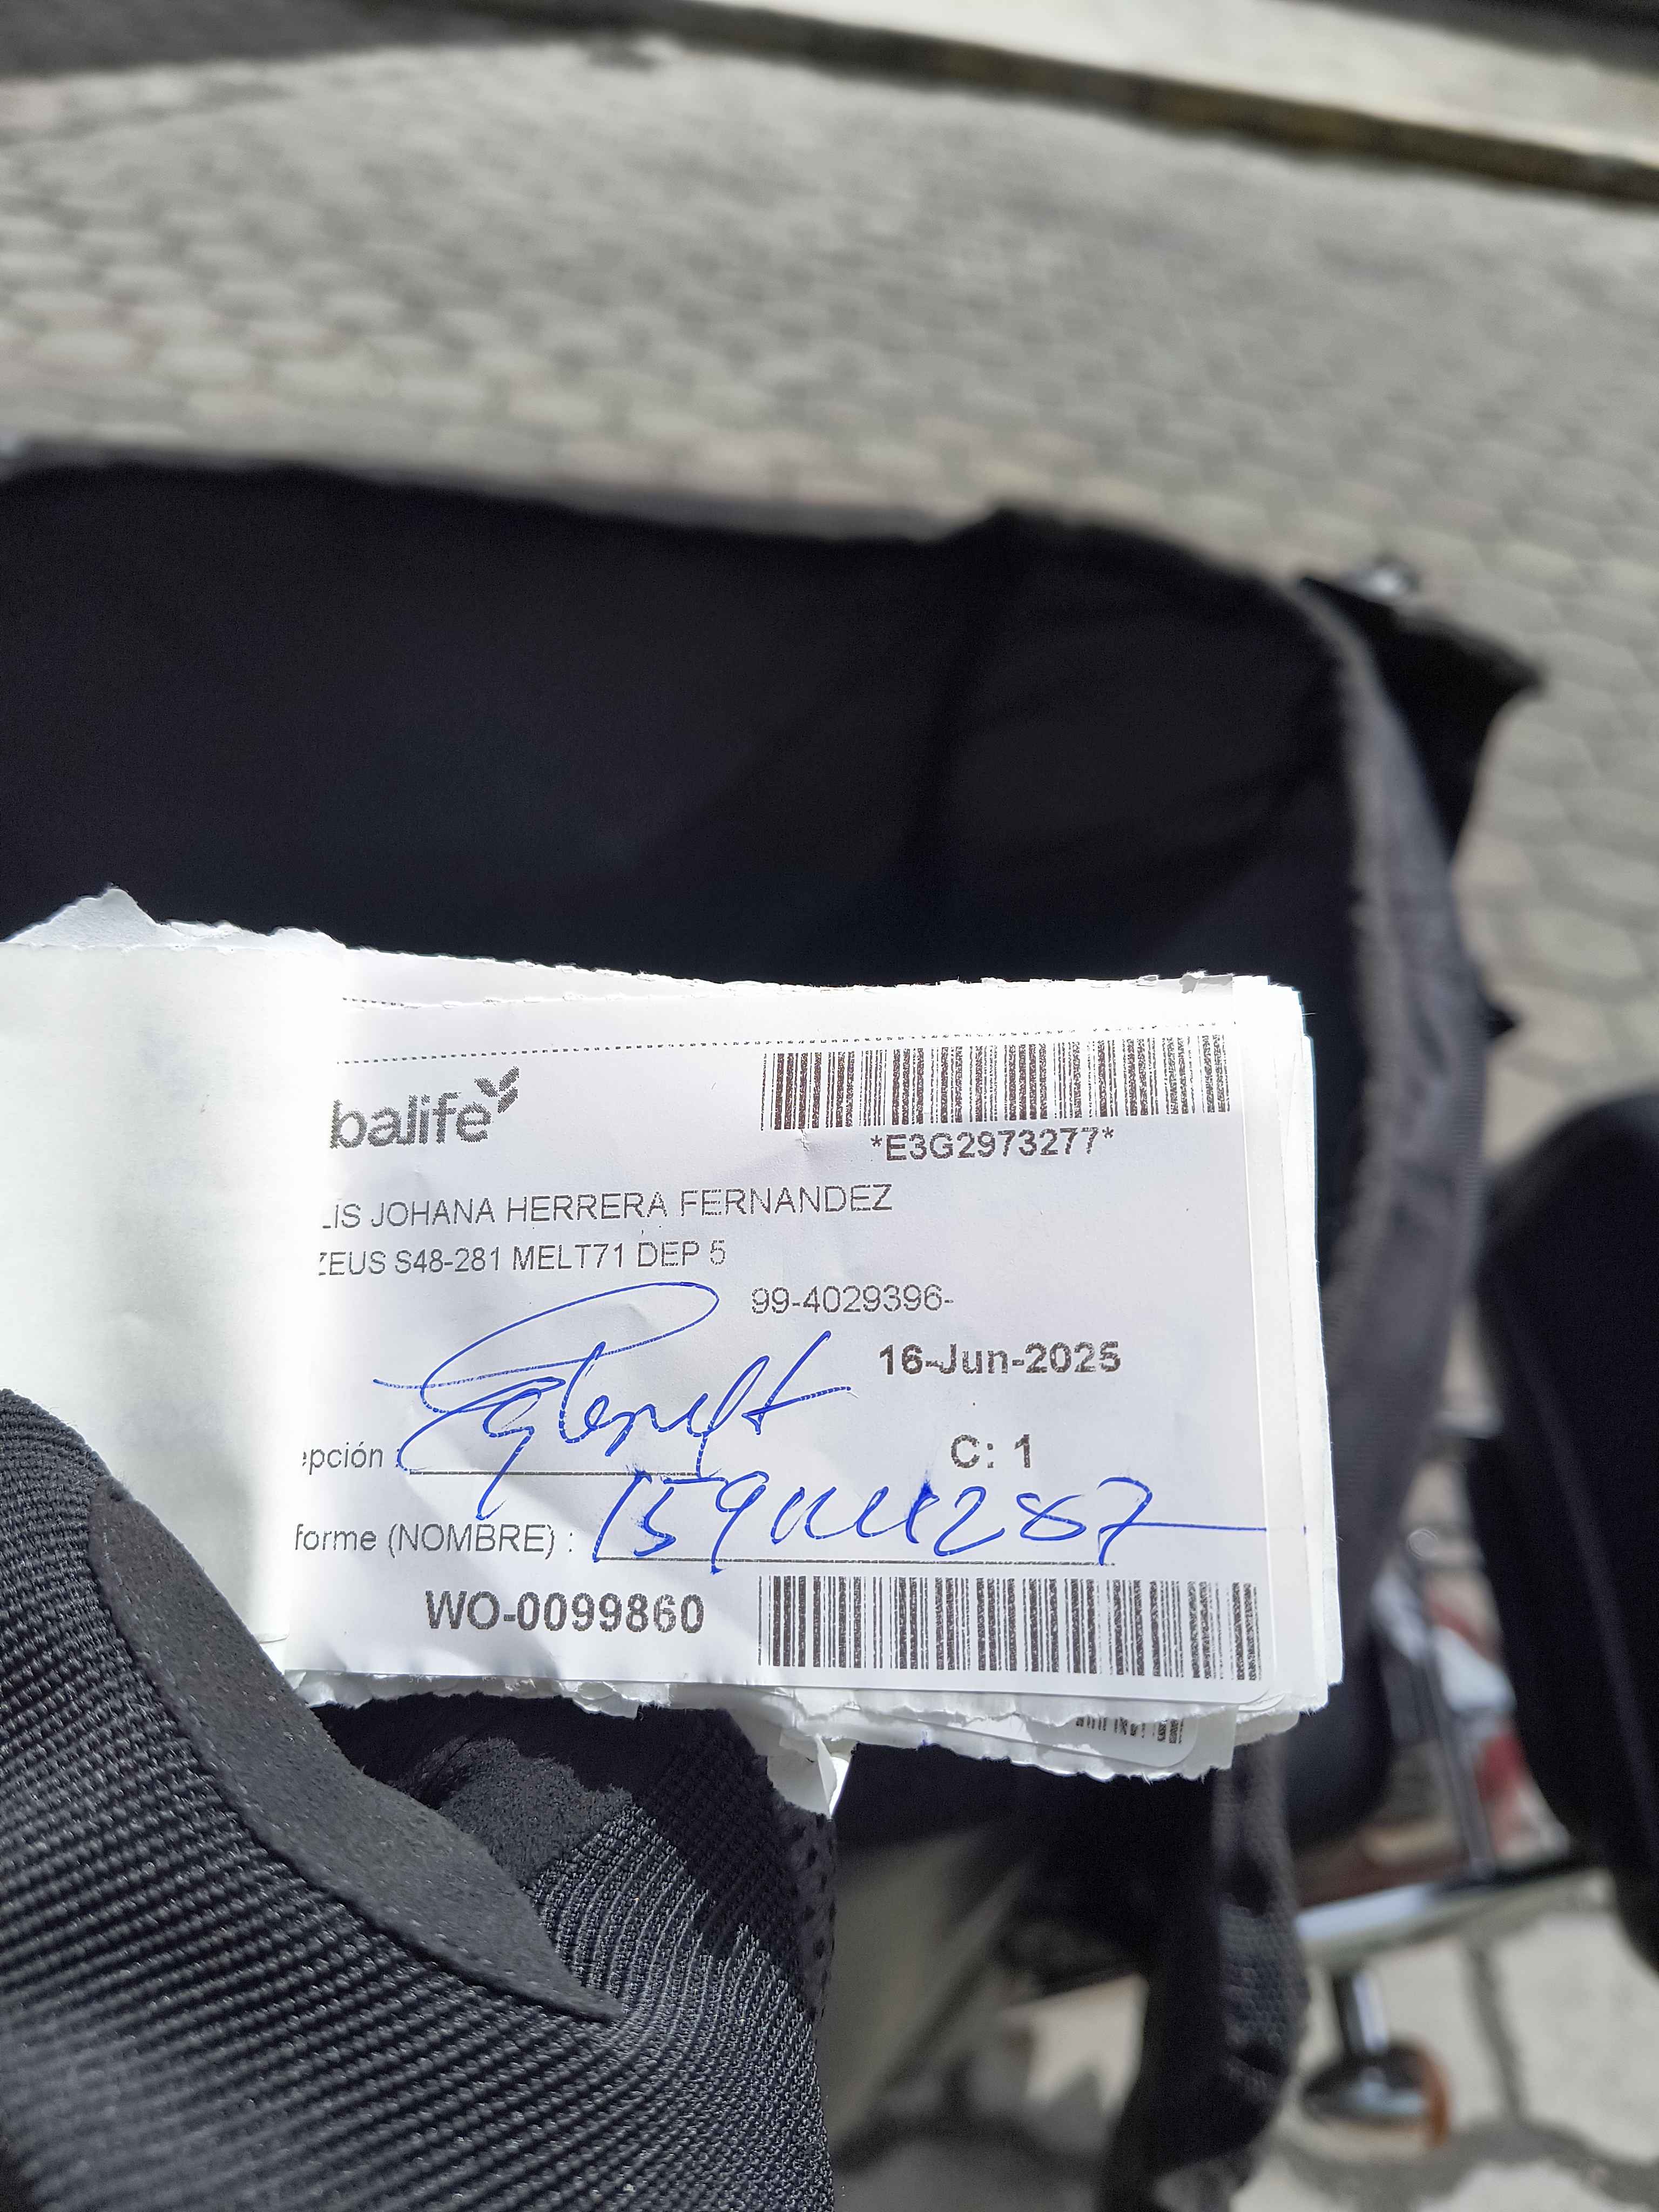 balife
*E3G2973277*
LIS JOHANA HERRERA FERNANDEZ
ZEUS S48-281 MELT71 DEP 5
99-4029396-
16-Jun-2025
epción :
C: 1
forme (NOMBRE) :
WO-0099860